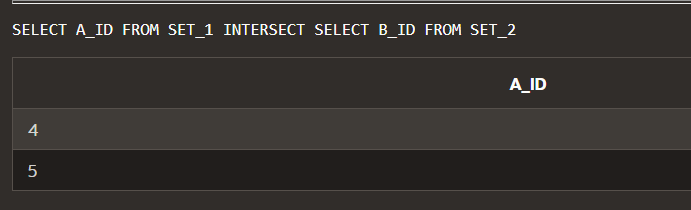 SELECT A_ID FROM SET_1 INTERSECT SELECT B_ID FROM SET_2
A_ID
4
5